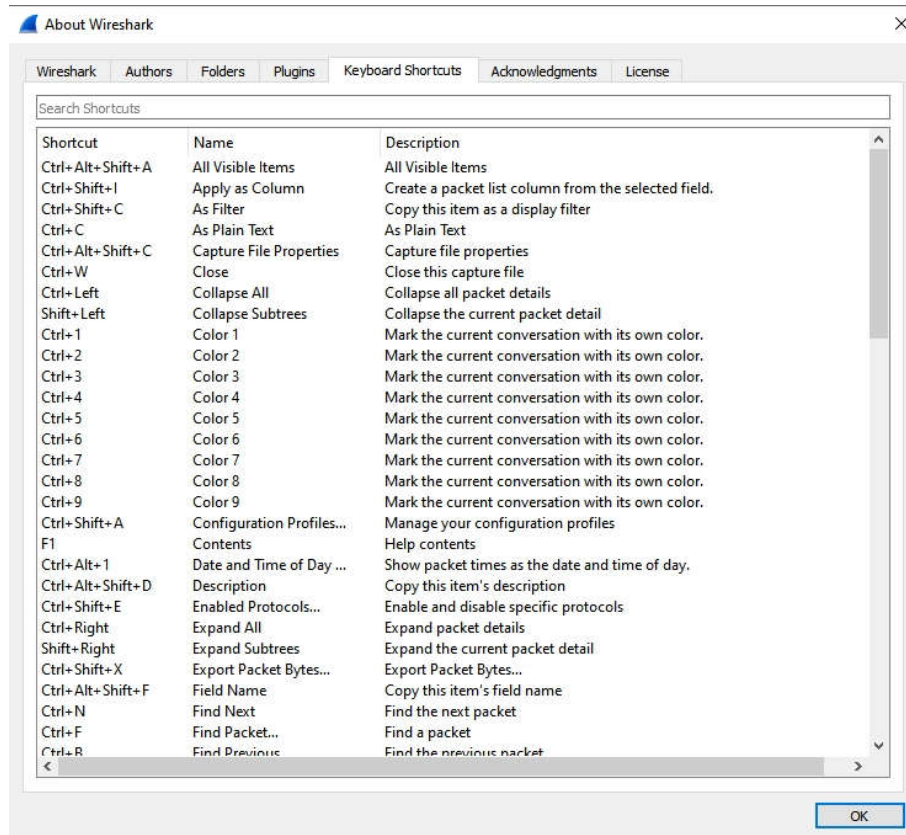 About Wireshark
Wireshark Authors Folders Plugins Keyboard Shortcuts Acknowledgments License
Search Shortcuts
Shortcut Name Description
Ctrl+Alt+Shift+A All Visible Items All Visible Items
Ctrl+Shift+I Apply as Column Create a packet list column from the selected field.
Ctrl+Shift+C As Filter Copy this item as a display filter
Ctrl+C As Plain Text As Plain Text
Ctrl+Alt+Shift+C Capture File Properties Capture file properties
Ctrl+W Close Close this capture file
Ctrl+Left Collapse All Collapse all packet details
Shift+Left Collapse Subtrees Collapse the current packet detail
Ctrl+1 Color 1 Mark the current conversation with its own color.
Ctrl+2 Color 2 Mark the current conversation with its own color.
Ctrl+3 Color 3 Mark the current conversation with its own color.
Ctrl+4 Color 4 Mark the current conversation with its own color.
Ctrl+5 Color 5 Mark the current conversation with its own color.
Ctrl+6 Color 6 Mark the current conversation with its own color.
Ctrl+7 Color 7 Mark the current conversation with its own color.
Ctrl+8 Color 8 Mark the current conversation with its own color.
Ctrl+9 Color 9 Mark the current conversation with its own color.
Ctrl+Shift+A Configuration Profiles... Manage your configuration profiles
F1 Contents Help contents
Ctrl+Alt+1 Date and Time of Day ... Show packet times as the date and time of day.
Ctrl+Alt+Shift+D Description Copy this item's description
Ctrl+Shift+E Enabled Protocols... Enable and disable specific protocols
Ctrl+Right Expand All Expand packet details
Shift+Right Expand Subtrees Expand the current packet detail
Ctrl+Shift+X Export Packet Bytes... Export Packet Bytes...
Ctrl+Alt+Shift+F Field Name Copy this item's field name
Ctrl+N Find Next Find the next packet
Ctrl+F Find Packet... Find a packet
Ctrl+B Find Previous Find the previous packet
OK